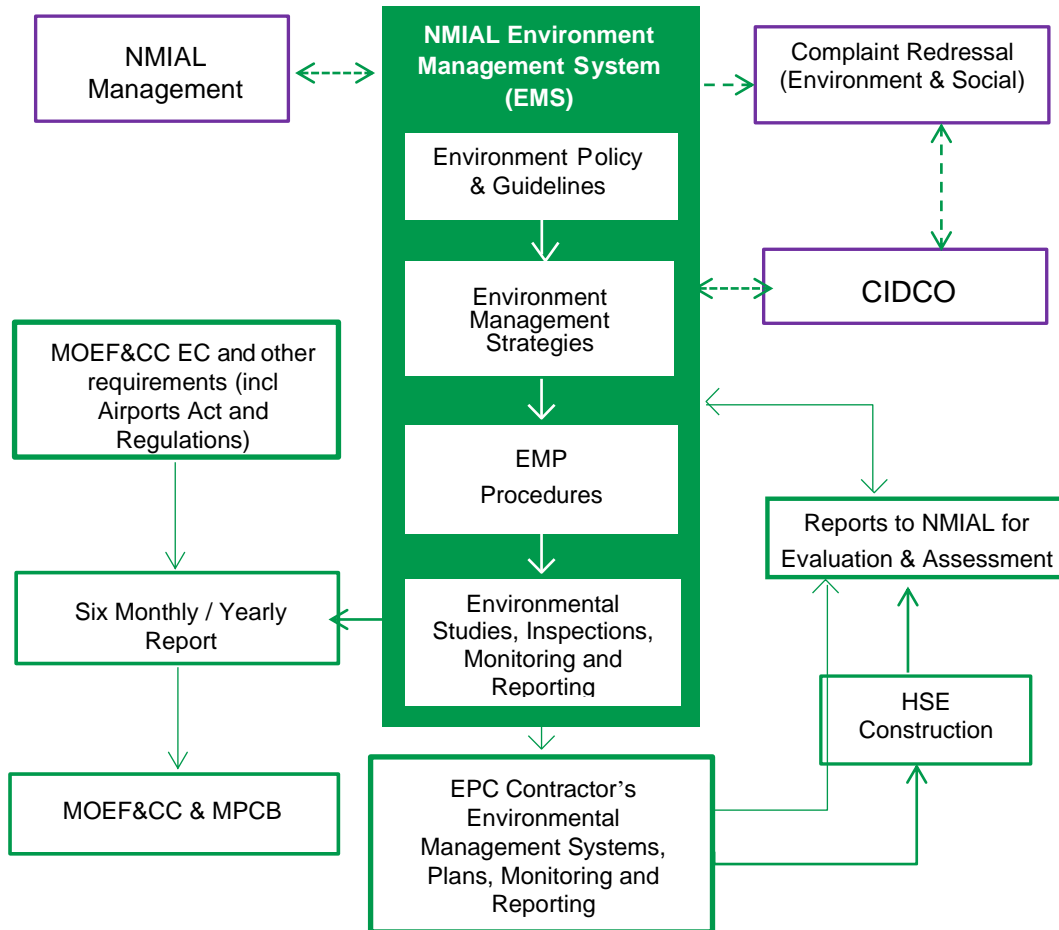 NMIAL
Management
NMIAL Environment
Management System
(EMS)
Complaint Redressal
(Environment & Social)
Environment Policy
& Guidelines
Environment
Management
Strategies
CIDCO
MOEF&CC EC and other
requirements (incl
Airports Act and
Regulations)
EMP
Procedures
Reports to NMIAL for
Evaluation & Assessment
Six Monthly / Yearly
Report
Environmental
Studies, Inspections,
Monitoring and
Reporting
HSE
Construction
MOEF&CC & MPCB
EPC Contractor's
Environmental
Management Systems,
Plans, Monitoring and
Reporting